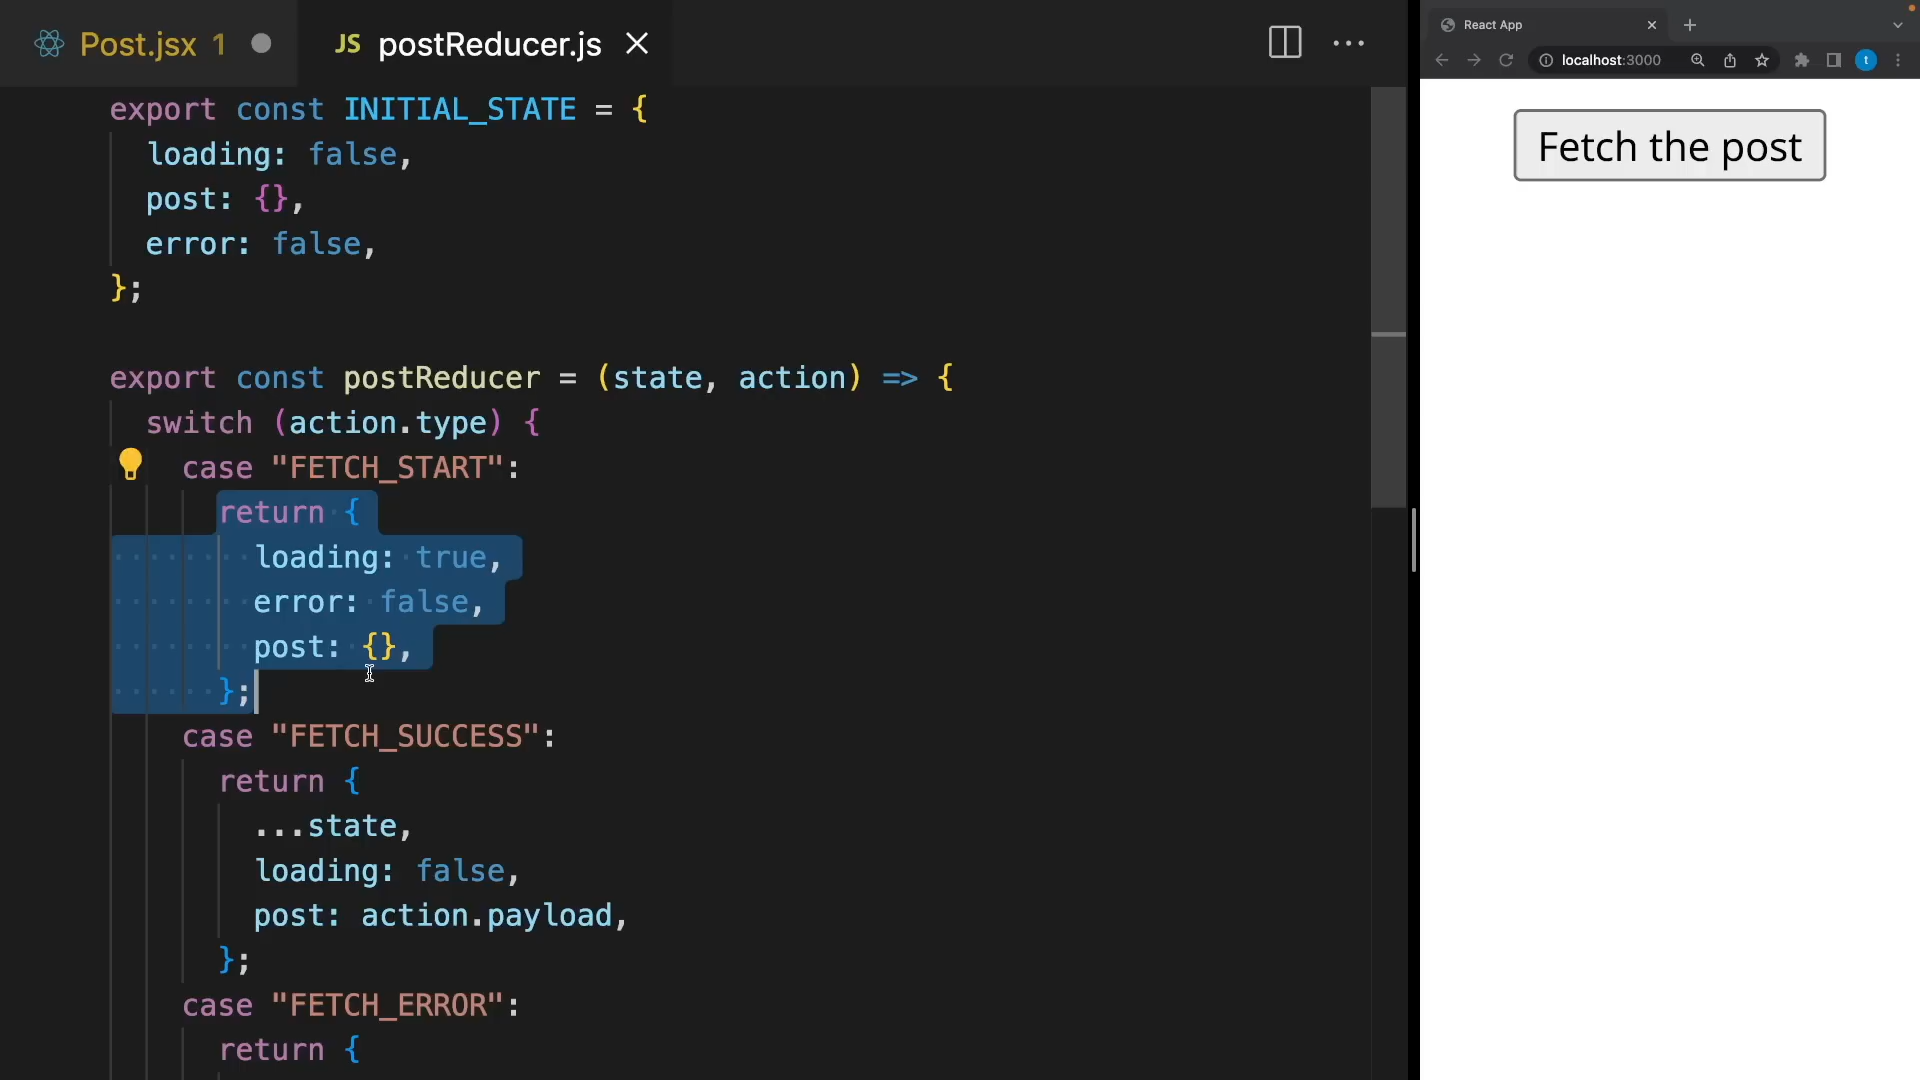 Post.jsx 1
JS postReducer.js
export const INITIAL_STATE = {
loading: false,
post: {},
error: false,
};
export const postReducer = (state, action) => {
switch (action.type) {
case "FETCH_START":
return {
loading: true,
error: false,
post: {},
};
case "FETCH_SUCCESS":
return {
...state,
loading: false,
post: action.payload,
};
case "FETCH_ERROR":
return {
React App
localhost:3000
t
Fetch the post